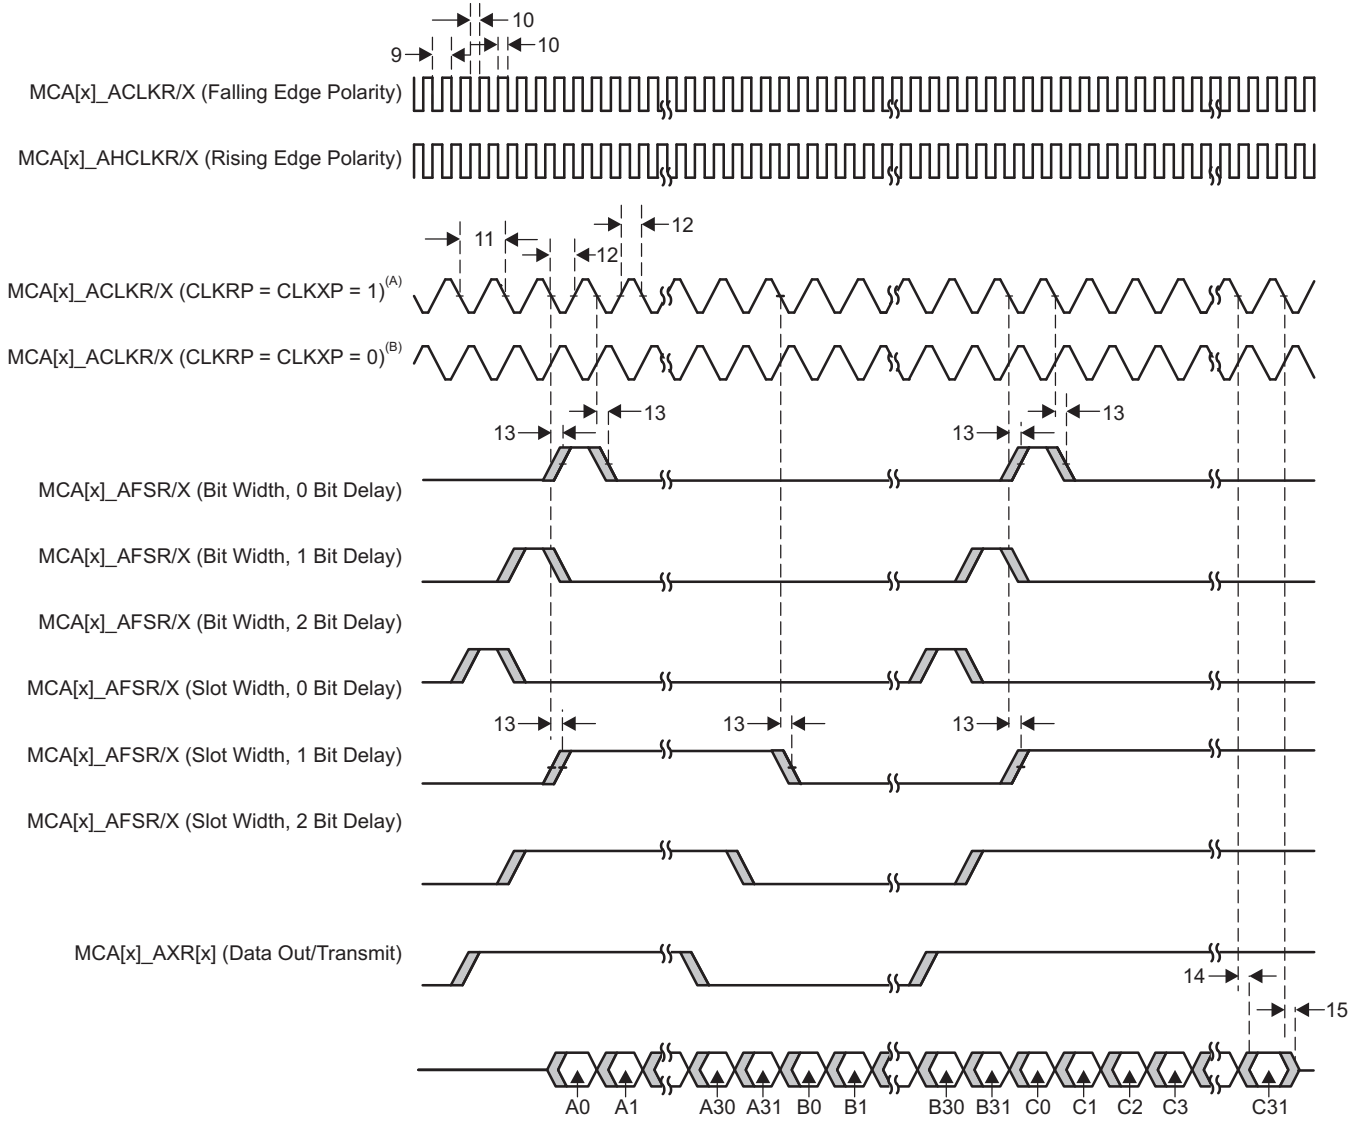 10
9
10
MCA[x]_ACLKR/X (Falling Edge Polarity)
MCA[x]_AHCLKR/X (Rising Edge Polarity)
12
11
12
MCA[x]_ACLKR/X (CLKRP = CLKXP = 1)(A)
MCA[x]_ACLKR/X (CLKRP = CLKXP = 0)(B)
13 13
13 13
MCA[x]_AFSR/X (Bit Width, 0 Bit Delay)
MCA[x]_AFSR/X (Bit Width, 1 Bit Delay)
MCA[x]_AFSR/X (Bit Width, 2 Bit Delay)
MCA[x]_AFSR/X (Slot Width, 0 Bit Delay)
13 13 13
MCA[x]_AFSR/X (Slot Width, 1 Bit Delay)
MCA[x]_AFSR/X (Slot Width, 2 Bit Delay)
MCA[x]_AXR[x] (Data Out/Transmit)
14
15
A0 A1 A30 A31 B0 B1 B30 B31 C0 C1 C2 C3 C31